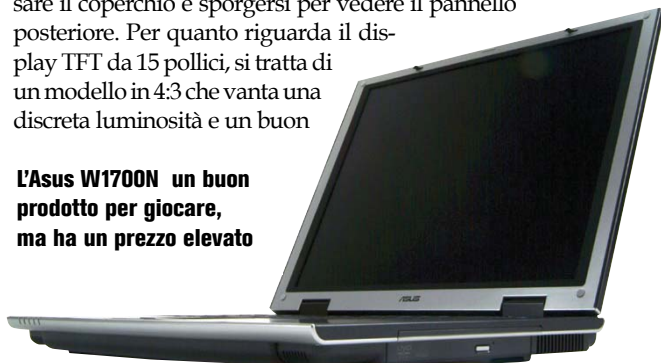 sare il coperchio e sporgersi per vedere il pannello
posteriore. Per quanto riguarda il dis-
play TFT da 15 pollici, si tratta di
un modello in 4:3 che vanta una
discreta luminosità e un buon
L'Asus W1700N un buon
prodotto per giocare,
ma ha un prezzo elevato
ASUS